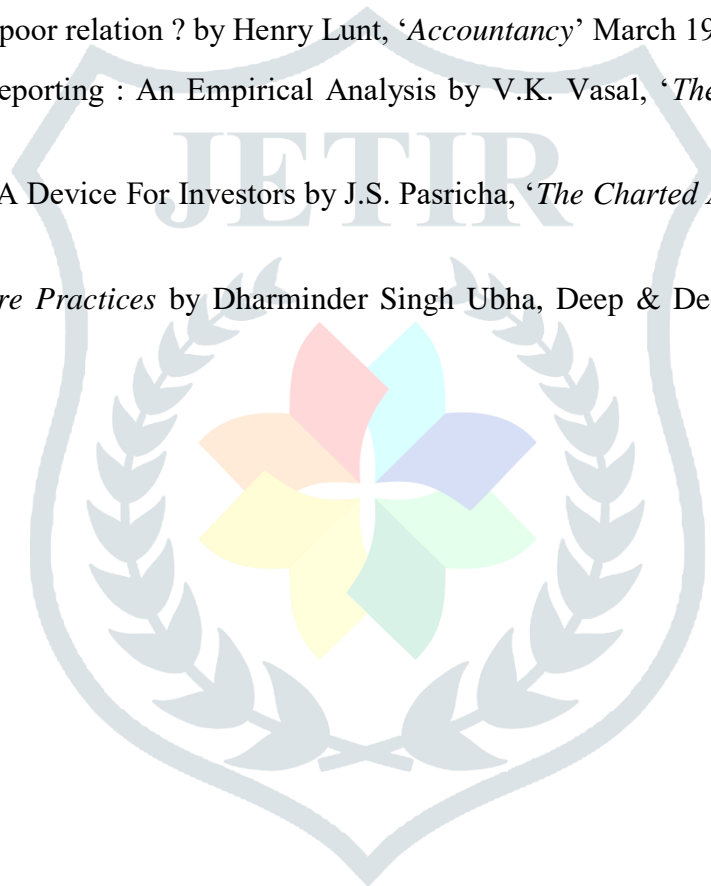 poor relation ? by Henry Lunt, ‘Accountancy’ March 19
eporting : An Empirical Analysis by V.K. Vasal, ‘The
JETIR
A Device For Investors by J.S. Pasricha, ‘The Charted
re Practices by Dharminder Singh Ubha, Deep & De